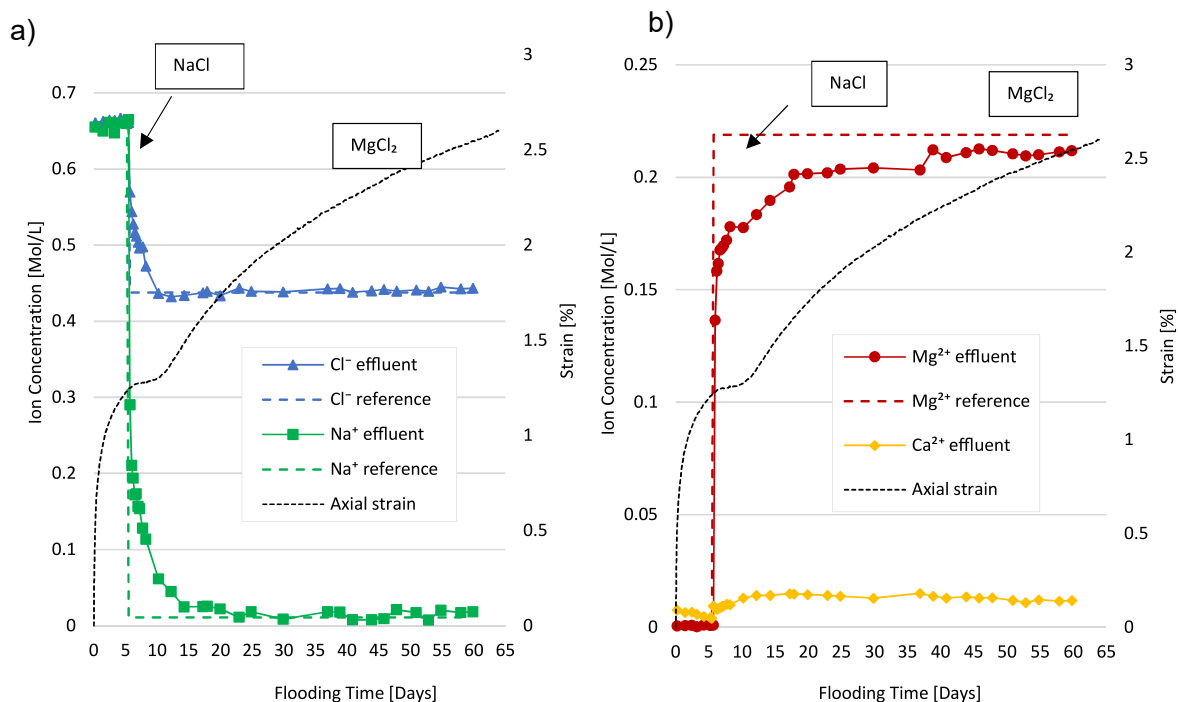 a)
NaCl
MgCl₂
0.7
0.6
0.5
0.4
0.3
0.2
0.1
0
Ion Concentration [Mol/L]
3
2.5
2
1.5
1
0.5
0
Strain [%]
Cl⁻ effluent
Cl⁻ reference
Na⁺ effluent
Na⁺ reference
Axial strain
0 5 10 15 20 25 30 35 40 45 50 55 60 65
Flooding Time [Days]
b)
NaCl
MgCl₂
0.25
0.2
0.15
0.1
0.05
0
Ion Concentration [Mol/L]
3
2.5
2
1.5
1
0.5
0
Strain [%]
Mg²⁺ effluent
Mg²⁺ reference
Ca²⁺ effluent
Axial strain
0 5 10 15 20 25 30 35 40 45 50 55 60 65
Flooding Time [Days]